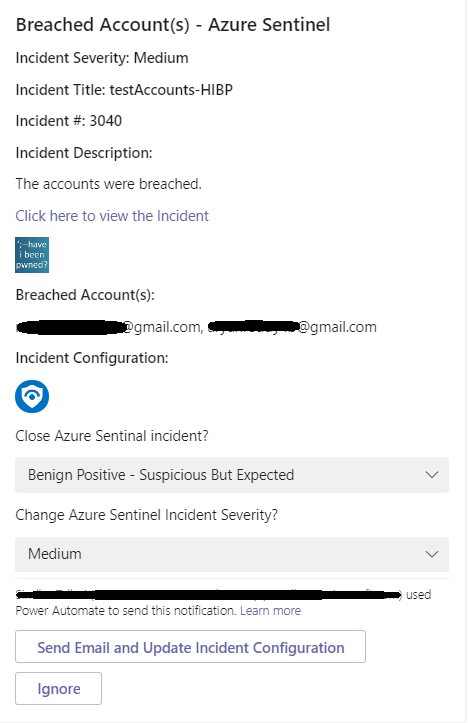 Breached Account(s) - Azure Sentinel
Incident Severity: Medium
Incident Title: testAccounts-HIBP
Incident #: 3040
Incident Description:
The accounts were breached.
Click here to view the Incident
';--have
i been
pwned?
Breached Account(s):
@gmail.com, @gmail.com
Incident Configuration:
Close Azure Sentinal incident?
Benign Positive - Suspicious But Expected
Change Azure Sentinel Incident Severity?
Medium
) used
Power Automate to send this notification. Learn more
Send Email and Update Incident Configuration
Ignore